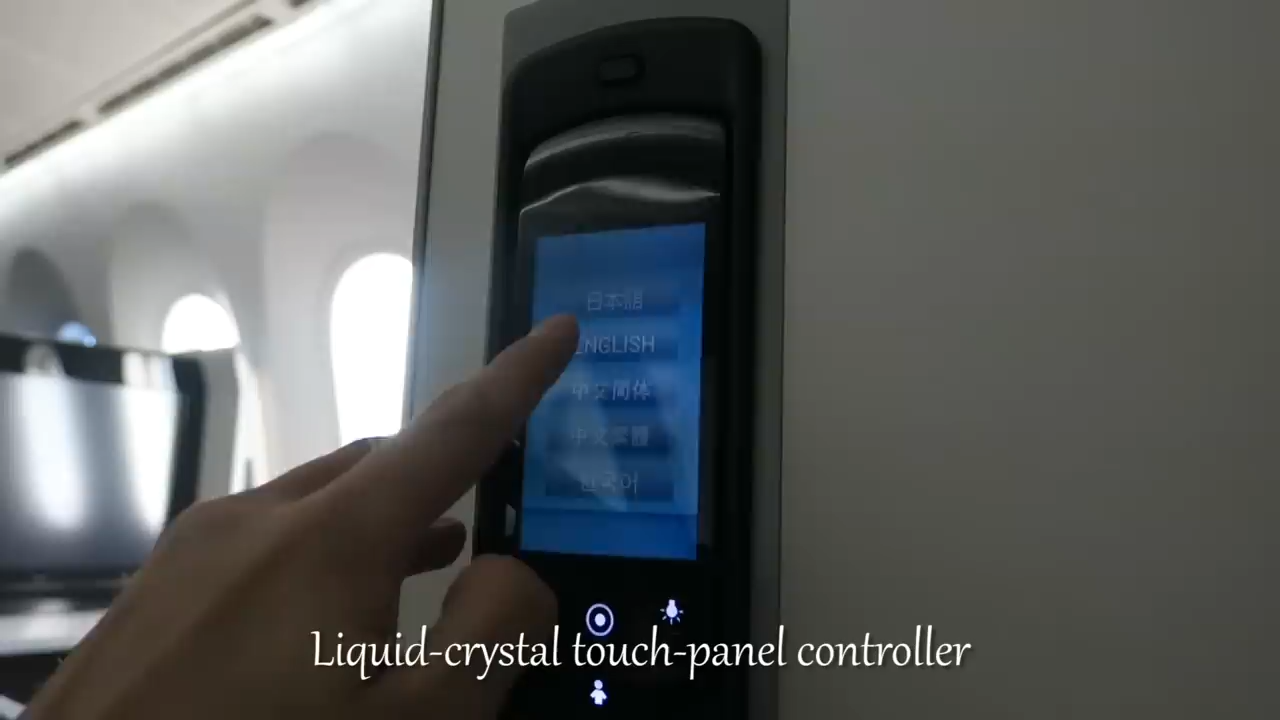 日本語
ENGLISH
中文简体
中文繁體
한국어
Liquid-crystal touch-panel controller